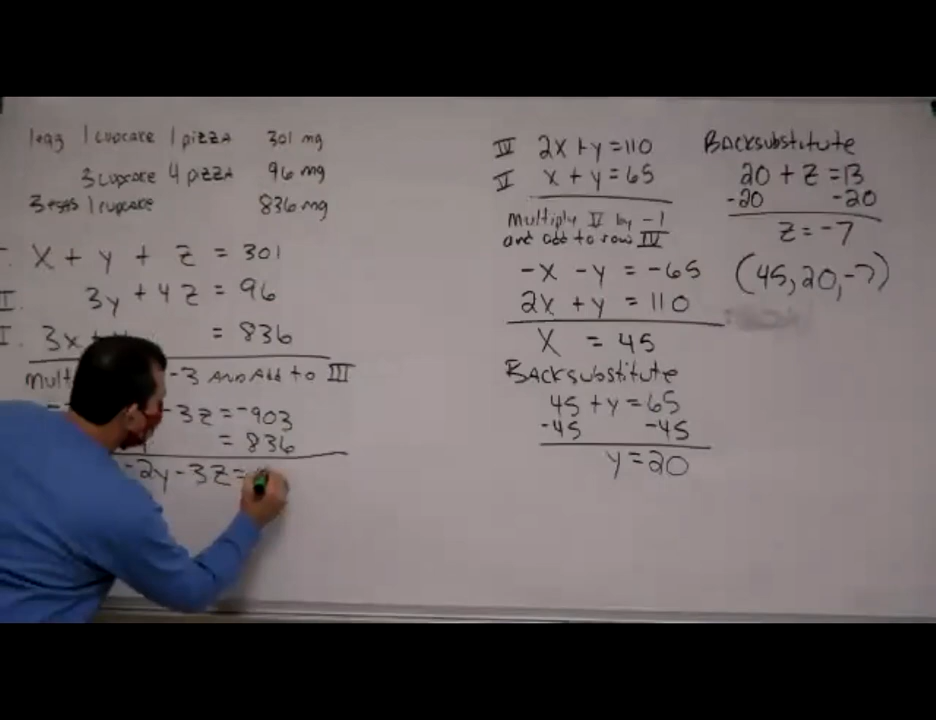 1 egg 1 cupcake 1 pizza 301 mg
3 cupcake 4 pizza 96 mg
3 eggs 1 cupcake 836 mg
X + y + z = 301
II. 3y + 4z = 96
I. 3x + = 836
Mult -3 and add to III
-3z = -903
= 836
-2y - 3z =
IV 2x + y = 110
V x + y = 65
multiply V by -1
and add to row IV
-x - y = -65
2x + y = 110
X = 45
Backsubstitute
45 + y = 65
-45 -45
y = 20
Backsubstitute
20 + z = 13
-20 -20
z = -7
(45, 20, -7)